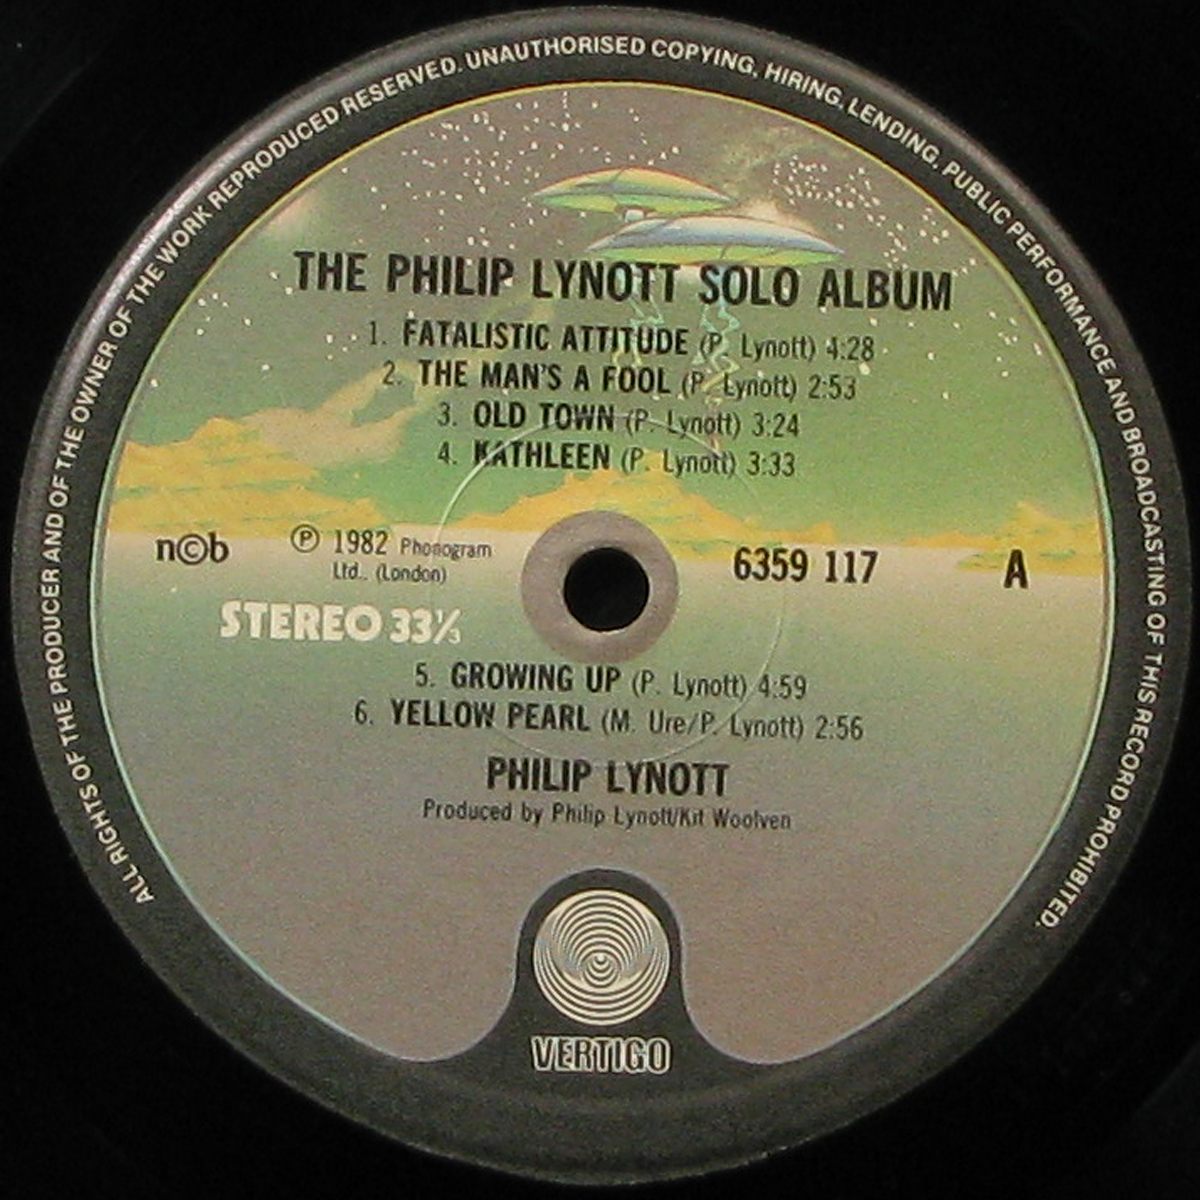 ALL RIGHTS OF THE PRODUCER AND OF THE OWNER OF THE WORK REPRODUCED RESERVED. UNAUTHORISED COPYING, HIRING, LENDING, PUBLIC PERFORMANCE AND BROADCASTING OF THIS RECORD PROHIBITED.
THE PHILIP LYNOTT SOLO ALBUM
1. FATALISTIC ATTITUDE (P. Lynott) 4:28
2. THE MAN'S A FOOL (P. Lynott) 2:53
3. OLD TOWN (P. Lynott) 3:24
4. KATHLEEN (P. Lynott) 3:33
n©b ℗ 1982 Phonogram 6359 117 A
Ltd.. (London)
STEREO 33⅓
5. GROWING UP (P. Lynott) 4:59
6. YELLOW PEARL (M. Ure/P. Lynott) 2:56
PHILIP LYNOTT
Produced by Philip Lynott/Kit Woolven
VERTIGO